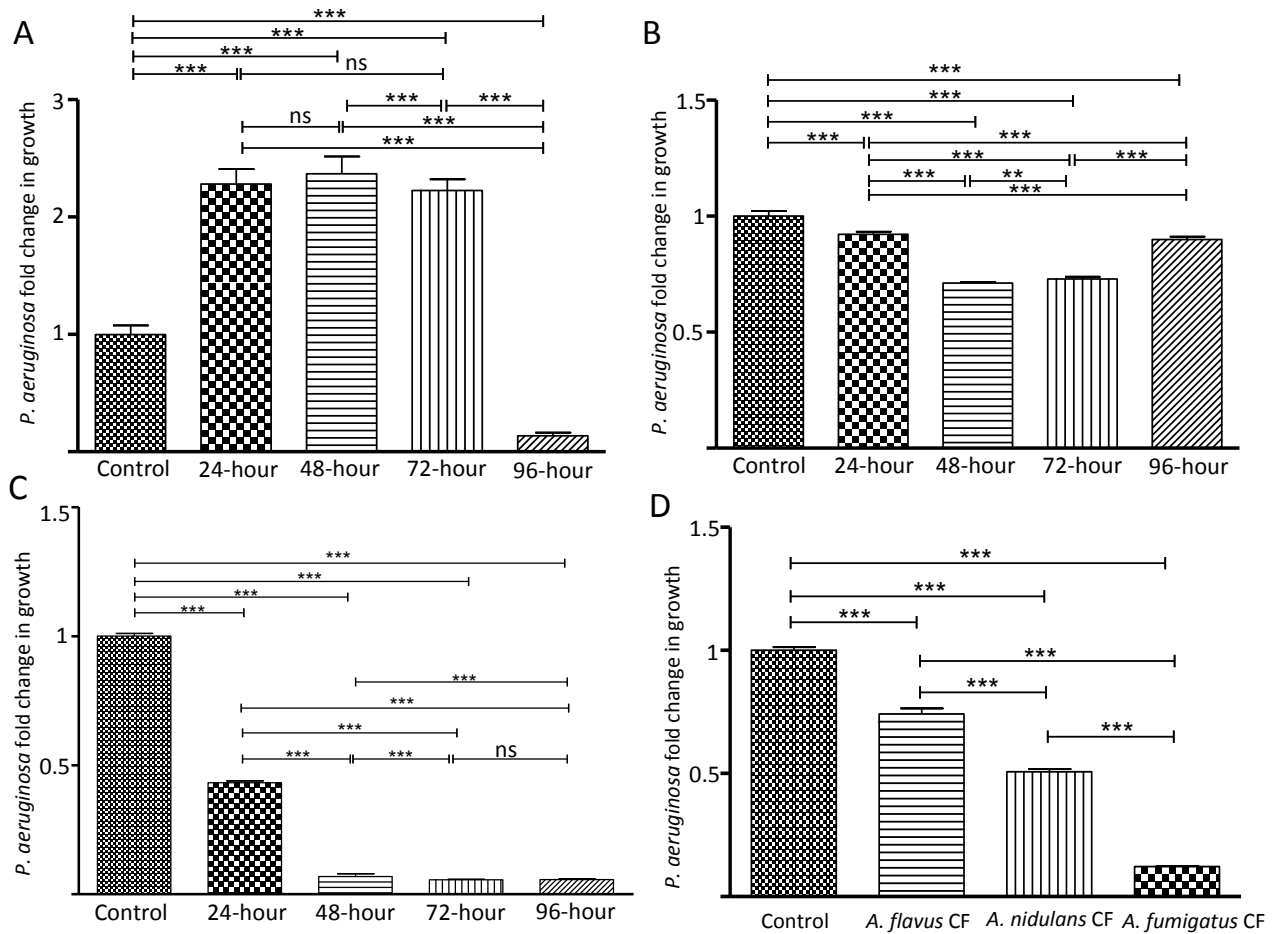 A
***
***
***
***
ns
***
***
ns
***
***
3
2
1
P. aeruginosa fold change in growth
Control
24-hour
48-hour
72-hour
96-hour
B
***
***
***
***
***
***
***
***
**
***
1.5
1
0.5
P. aeruginosa fold change in growth
Control
24-hour
48-hour
72-hour
96-hour
C
***
***
***
***
***
***
***
***
***
ns
1.5
1
0.5
P. aeruginosa fold change in growth
Control
24-hour
48-hour
72-hour
96-hour
D
***
***
***
***
***
***
1.5
1
0.5
P. aeruginosa fold change in growth
Control
A. flavus CF
A. nidulans CF
A. fumigatus CF